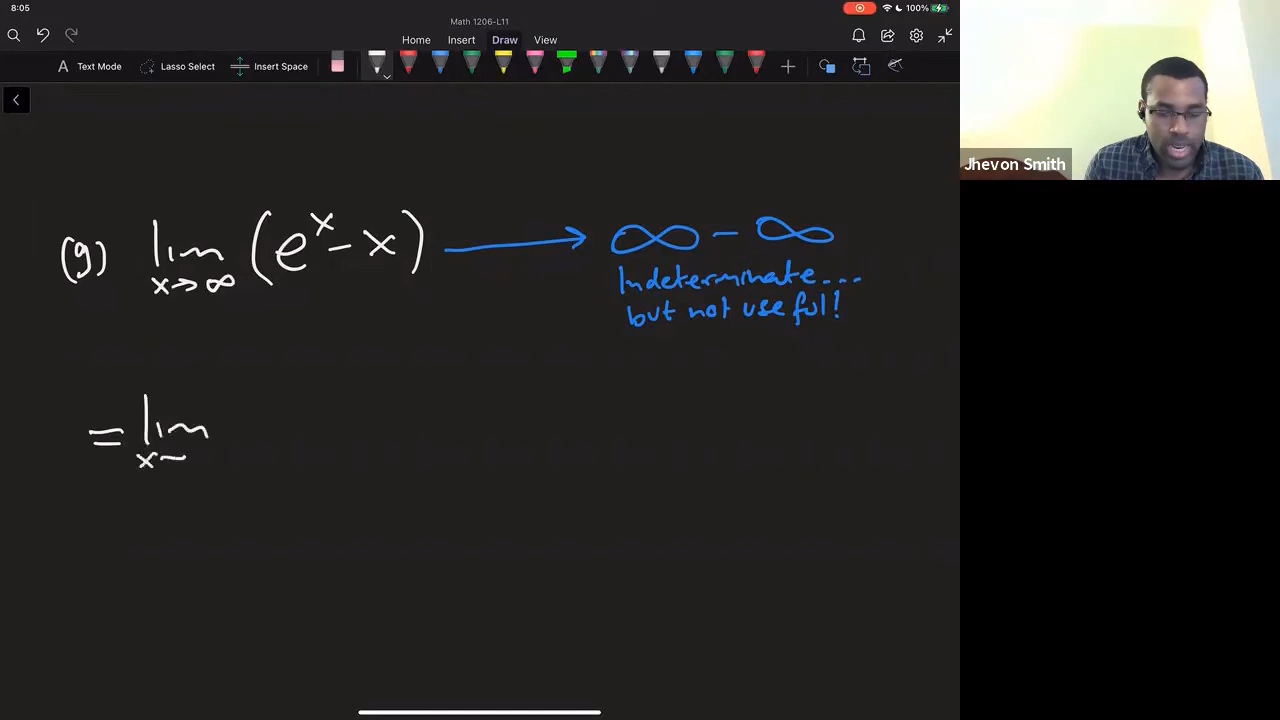 8:05
100%
Math 1206-L11
Home Insert Draw View
Text Mode Lasso Select Insert Space
Jhevon Smith
(g) lim (e^x - x) → ∞ - ∞
x→∞
Indeterminate...
but not useful!
= lim
x–